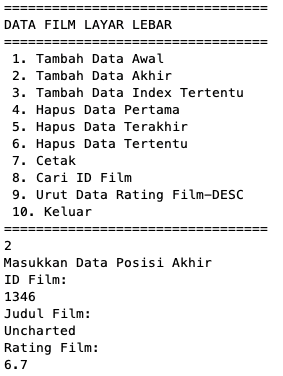 =================================
DATA FILM LAYAR LEBAR
=================================
1. Tambah Data Awal
2. Tambah Data Akhir
3. Tambah Data Index Tertentu
4. Hapus Data Pertama
5. Hapus Data Terakhir
6. Hapus Data Tertentu
7. Cetak
8. Cari ID Film
9. Urut Data Rating Film-DESC
10. Keluar
=================================
2
Masukkan Data Posisi Akhir
ID Film:
1346
Judul Film:
Uncharted
Rating Film:
6.7